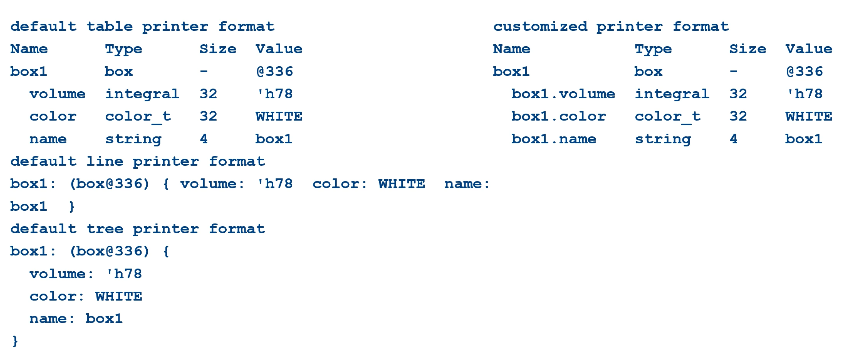 default table printer format
Name      Type      Size  Value
box1      box       -     @336
  volume  integral  32    'h78
  color   color_t   32    WHITE
  name    string    4     box1
default line printer format
box1: (box@336) { volume: 'h78  color: WHITE  name:
box1  }
default tree printer format
box1: (box@336) {
  volume: 'h78
  color: WHITE
  name: box1
}
customized printer format
Name           Type      Size  Value
box1           box       -     @336
  box1.volume  integral  32    'h78
  box1.color   color_t   32    WHITE
  box1.name    string    4     box1